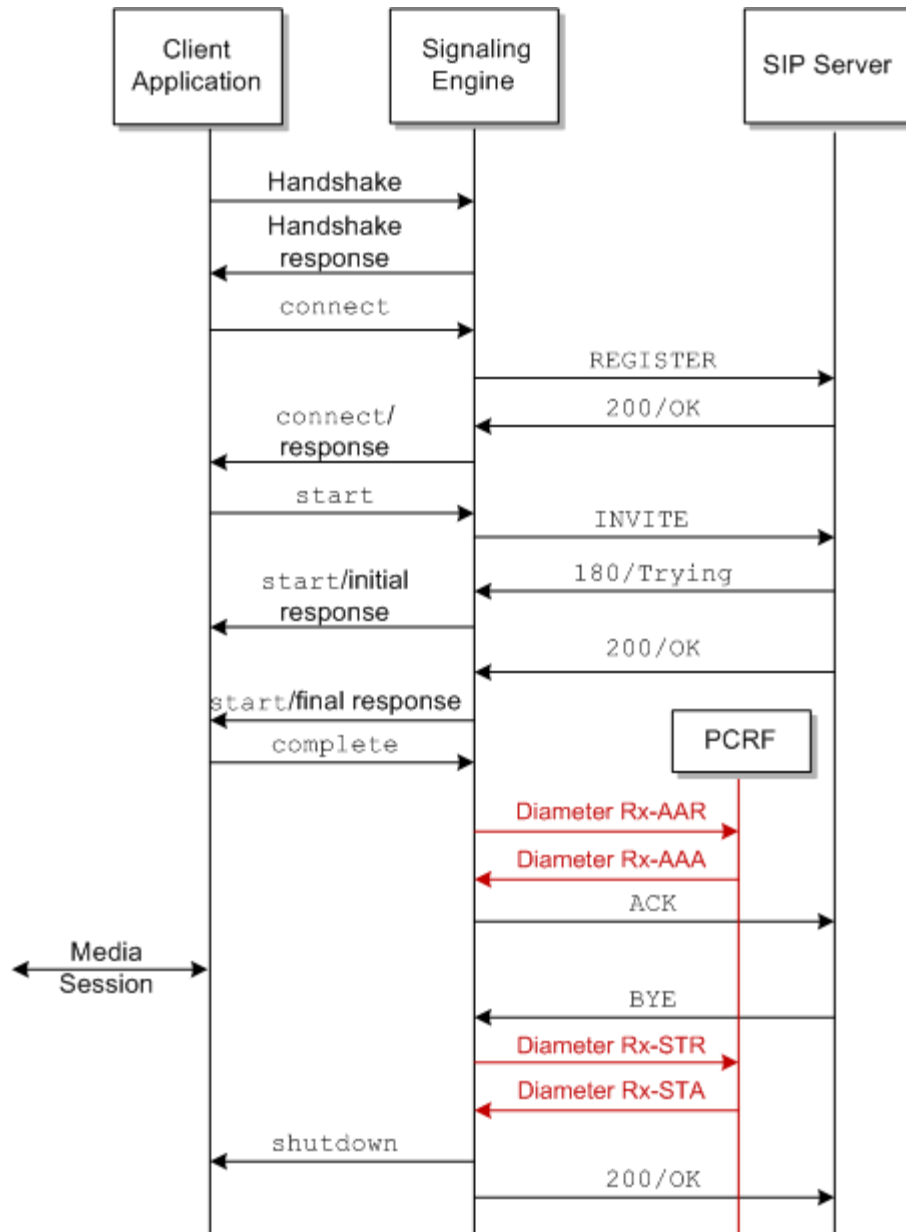 Client
Application
Signaling
Engine
SIP Server
Handshake
Handshake
response
connect
REGISTER
200/OK
connect/
response
start
INVITE
180/Trying
start/initial
response
200/OK
start/final response
PCRF
complete
Diameter Rx-AAR
Diameter Rx-AAA
ACK
Media
Session
BYE
Diameter Rx-STR
Diameter Rx-STA
shutdown
200/OK